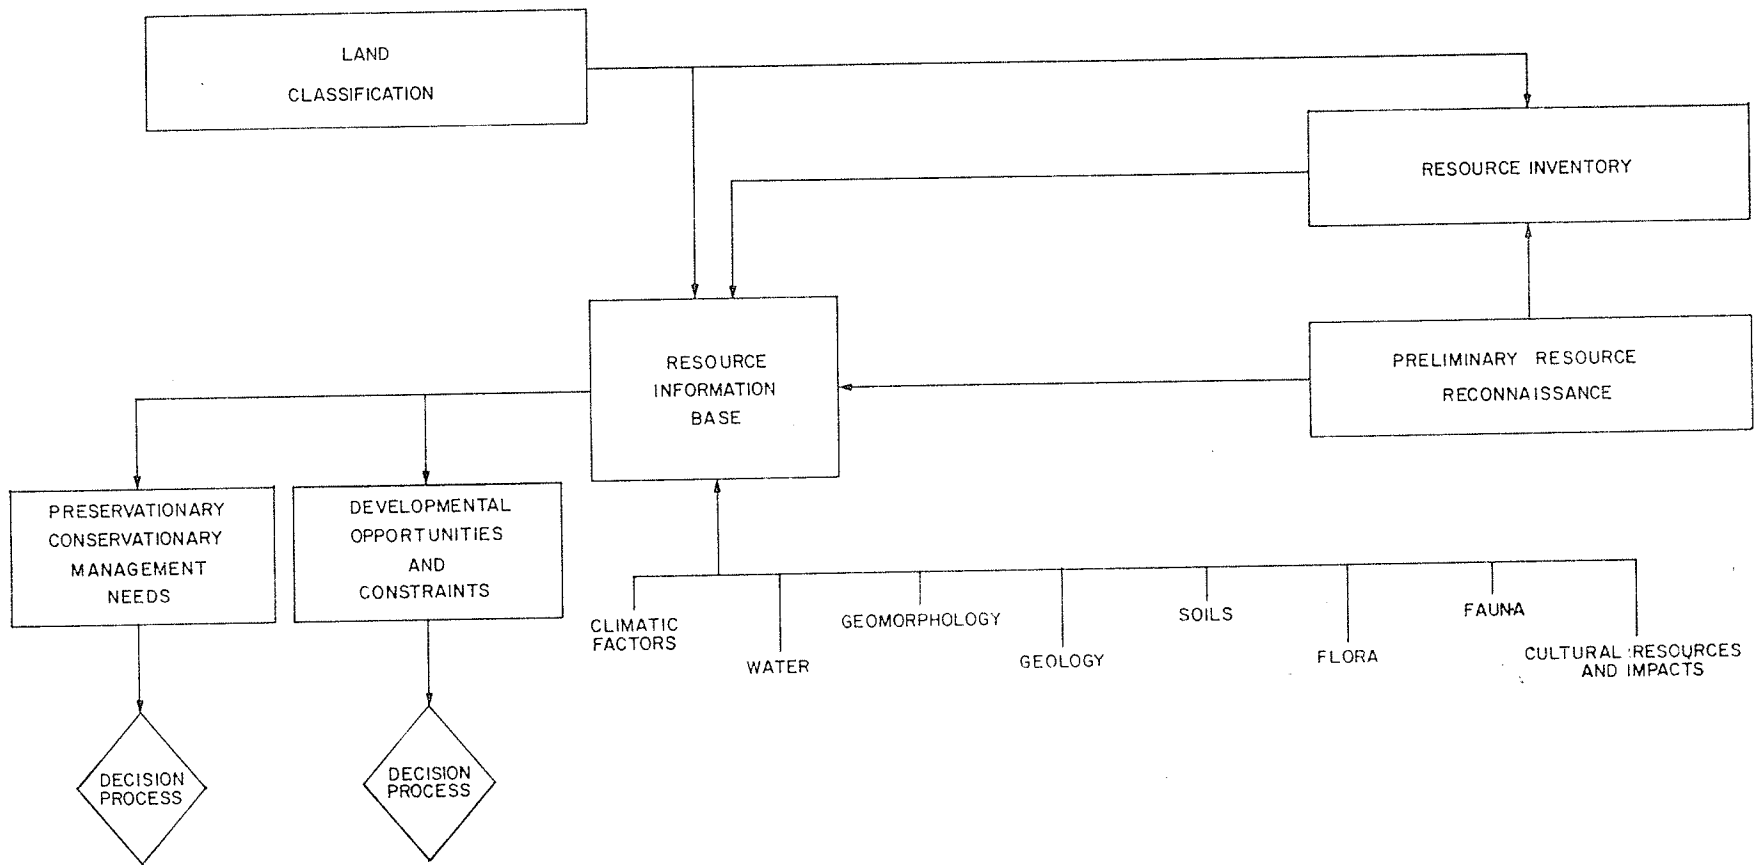 LAND
CLASSIFICATION
RESOURCE INVENTORY
PRELIMINARY RESOURCE
RECONNAISSANCE
RESOURCE
INFORMATION
BASE
PRESERVATIONARY
CONSERVATIONARY
MANAGEMENT
NEEDS
DEVELOPMENTAL
OPPORTUNITIES
AND
CONSTRAINTS
CLIMATIC
FACTORS
WATER
GEOMORPHOLOGY
GEOLOGY
SOILS
FLORA
FAUNA
CULTURAL RESOURCES
AND IMPACTS
DECISION
PROCESS
DECISION
PROCESS